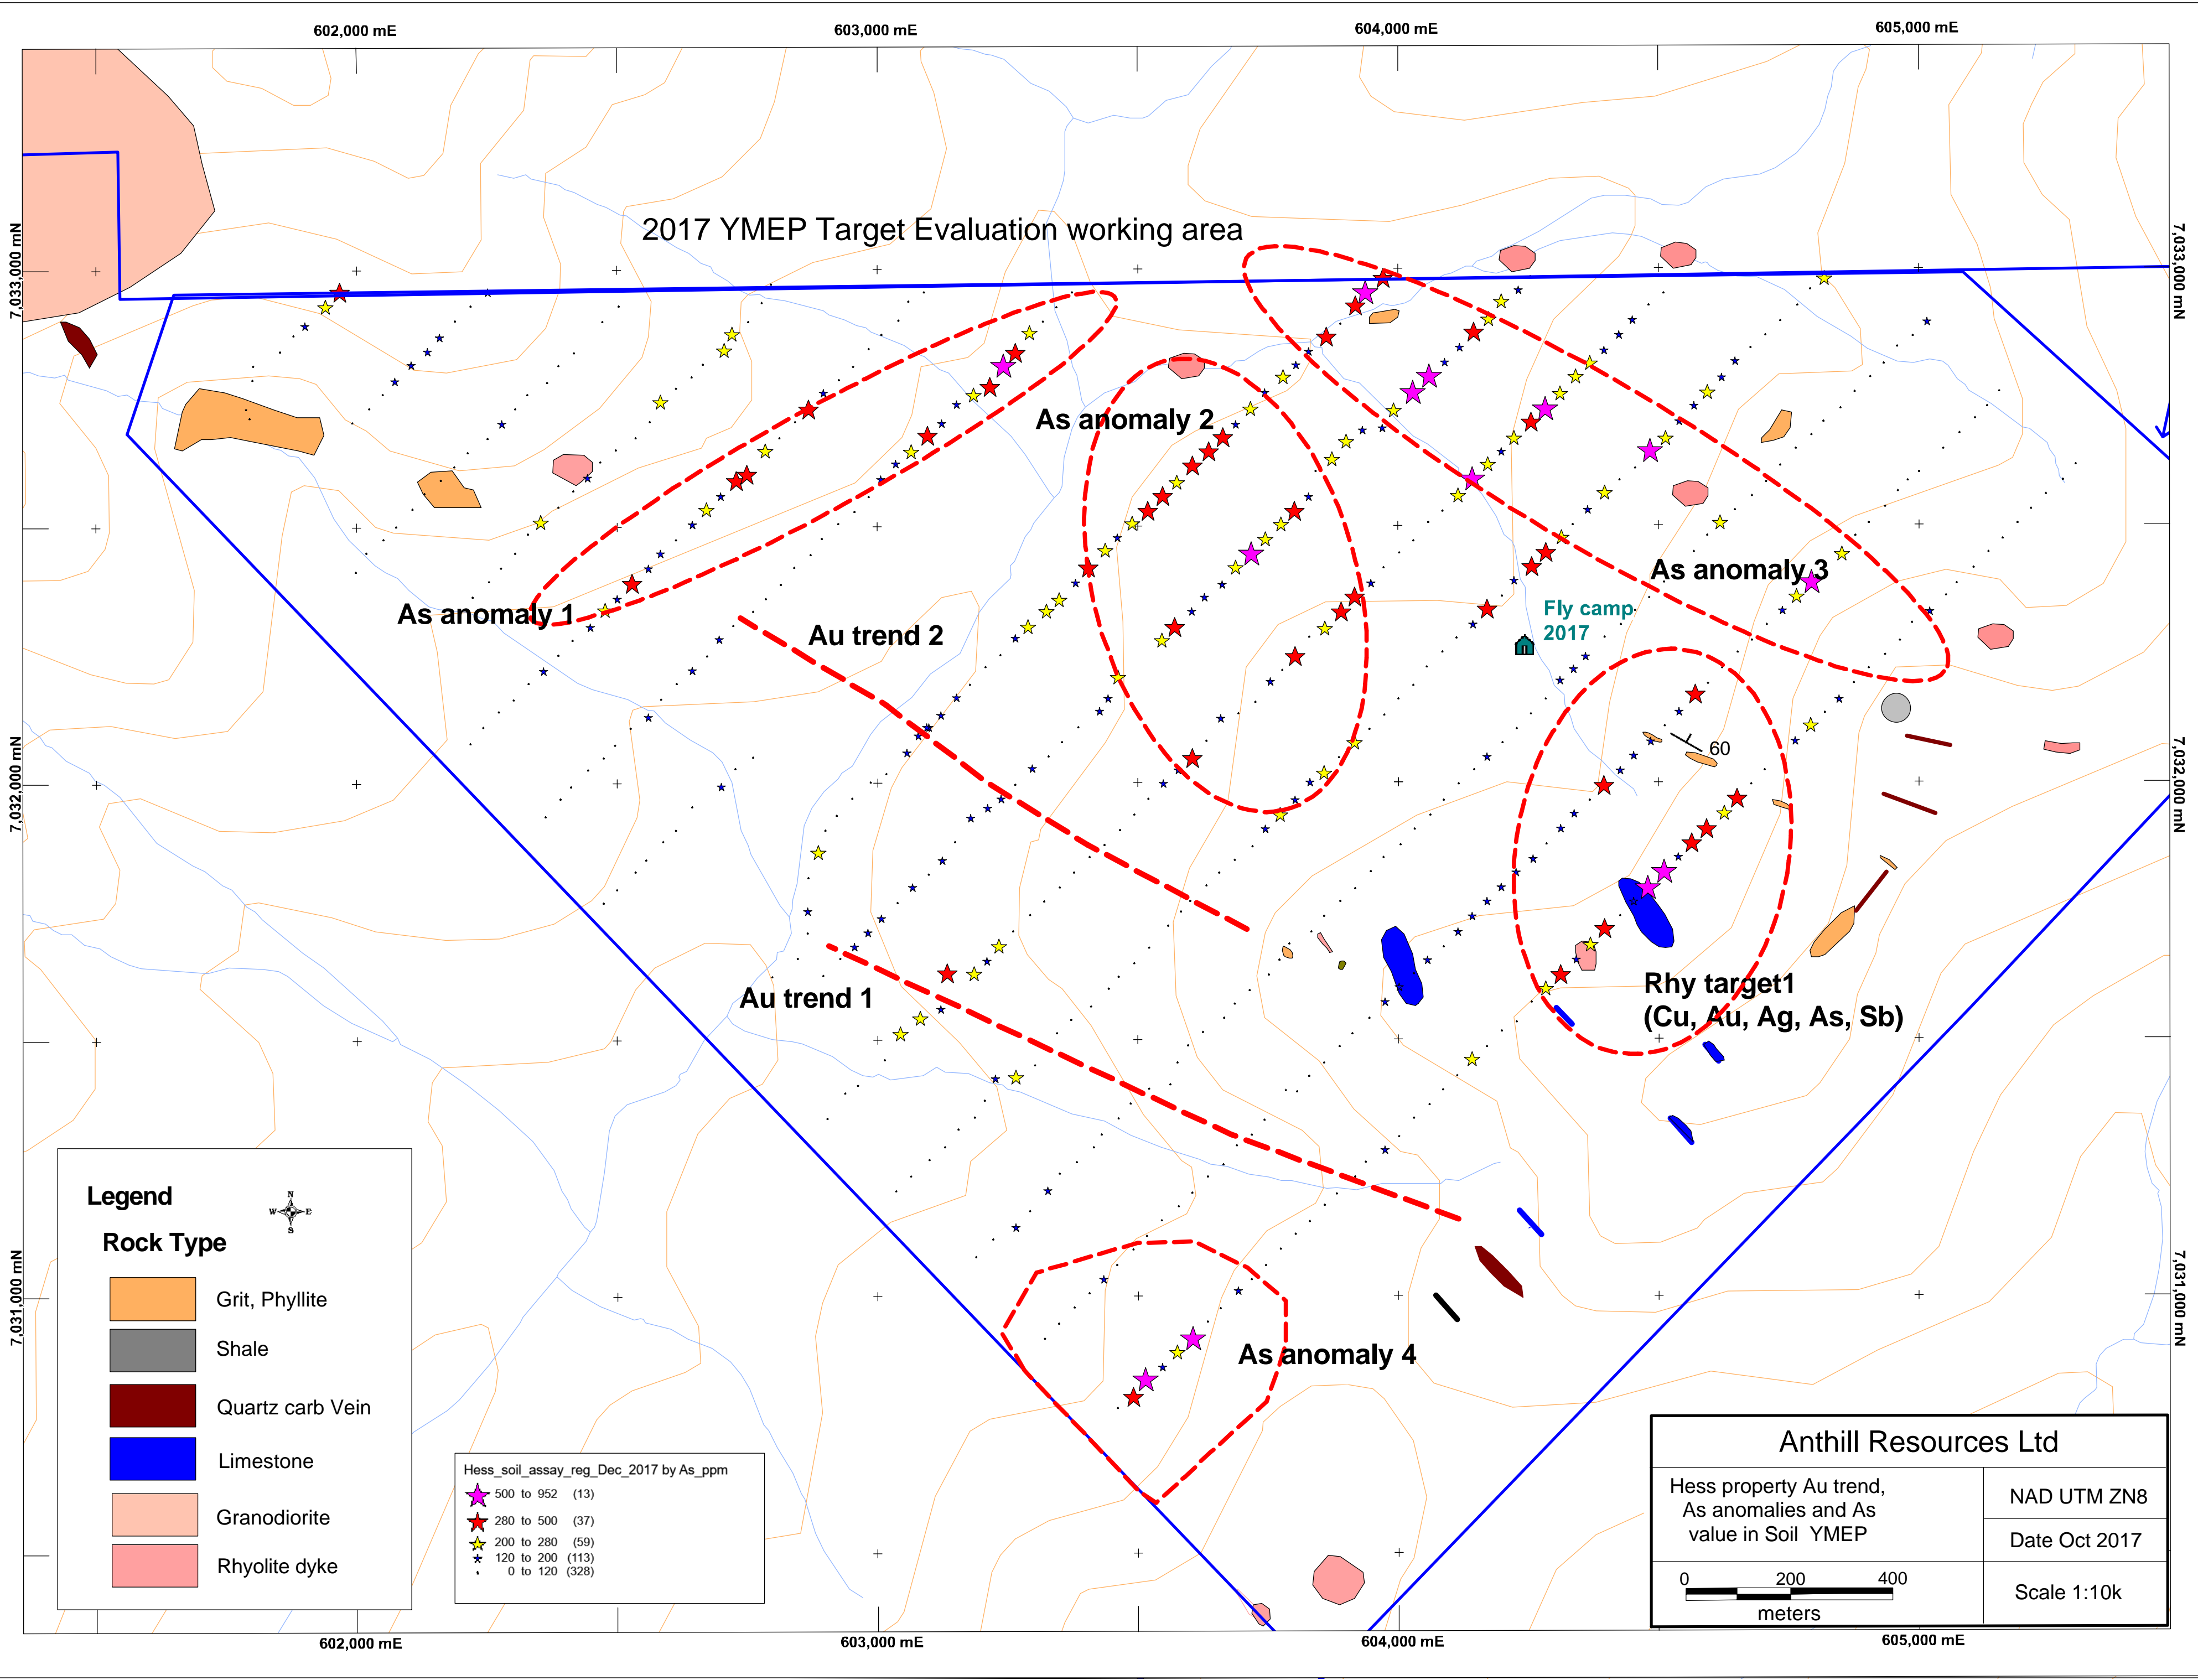 602,000 mE
603,000 mE
604,000 mE
605,000 mE
7,033,000 mN
7,033,000 mN
2017 YMEP Target Evaluation working area
As anomaly 2
As anomaly 3
As anomaly 1
Fly camp
2017
Au trend 2
60
7,032,000 mN
7,032,000 mN
Au trend 1
Rhy target1
(Cu, Au, Ag, As, Sb)
As anomaly 4
7,031,000 mN
7,031,000 mN
Legend
N
W E
S
Rock Type
Grit, Phyllite
Shale
Quartz carb Vein
Limestone
Granodiorite
Rhyolite dyke
Hess_soil_assay_reg_Dec_2017 by As_ppm
500 to 952 (13)
280 to 500 (37)
200 to 280 (59)
120 to 200 (113)
0 to 120 (328)
Anthill Resources Ltd
Hess property Au trend,
As anomalies and As
value in Soil YMEP
NAD UTM ZN8
Date Oct 2017
0 200 400
meters
Scale 1:10k
602,000 mE
603,000 mE
604,000 mE
605,000 mE